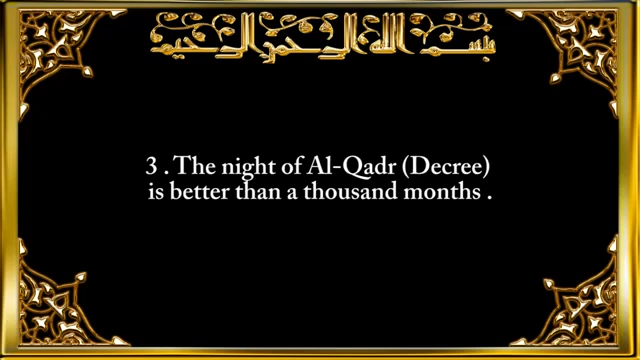 بسم الله الرحمن الرحيم
3 . The night of Al-Qadr (Decree)
is better than a thousand months .